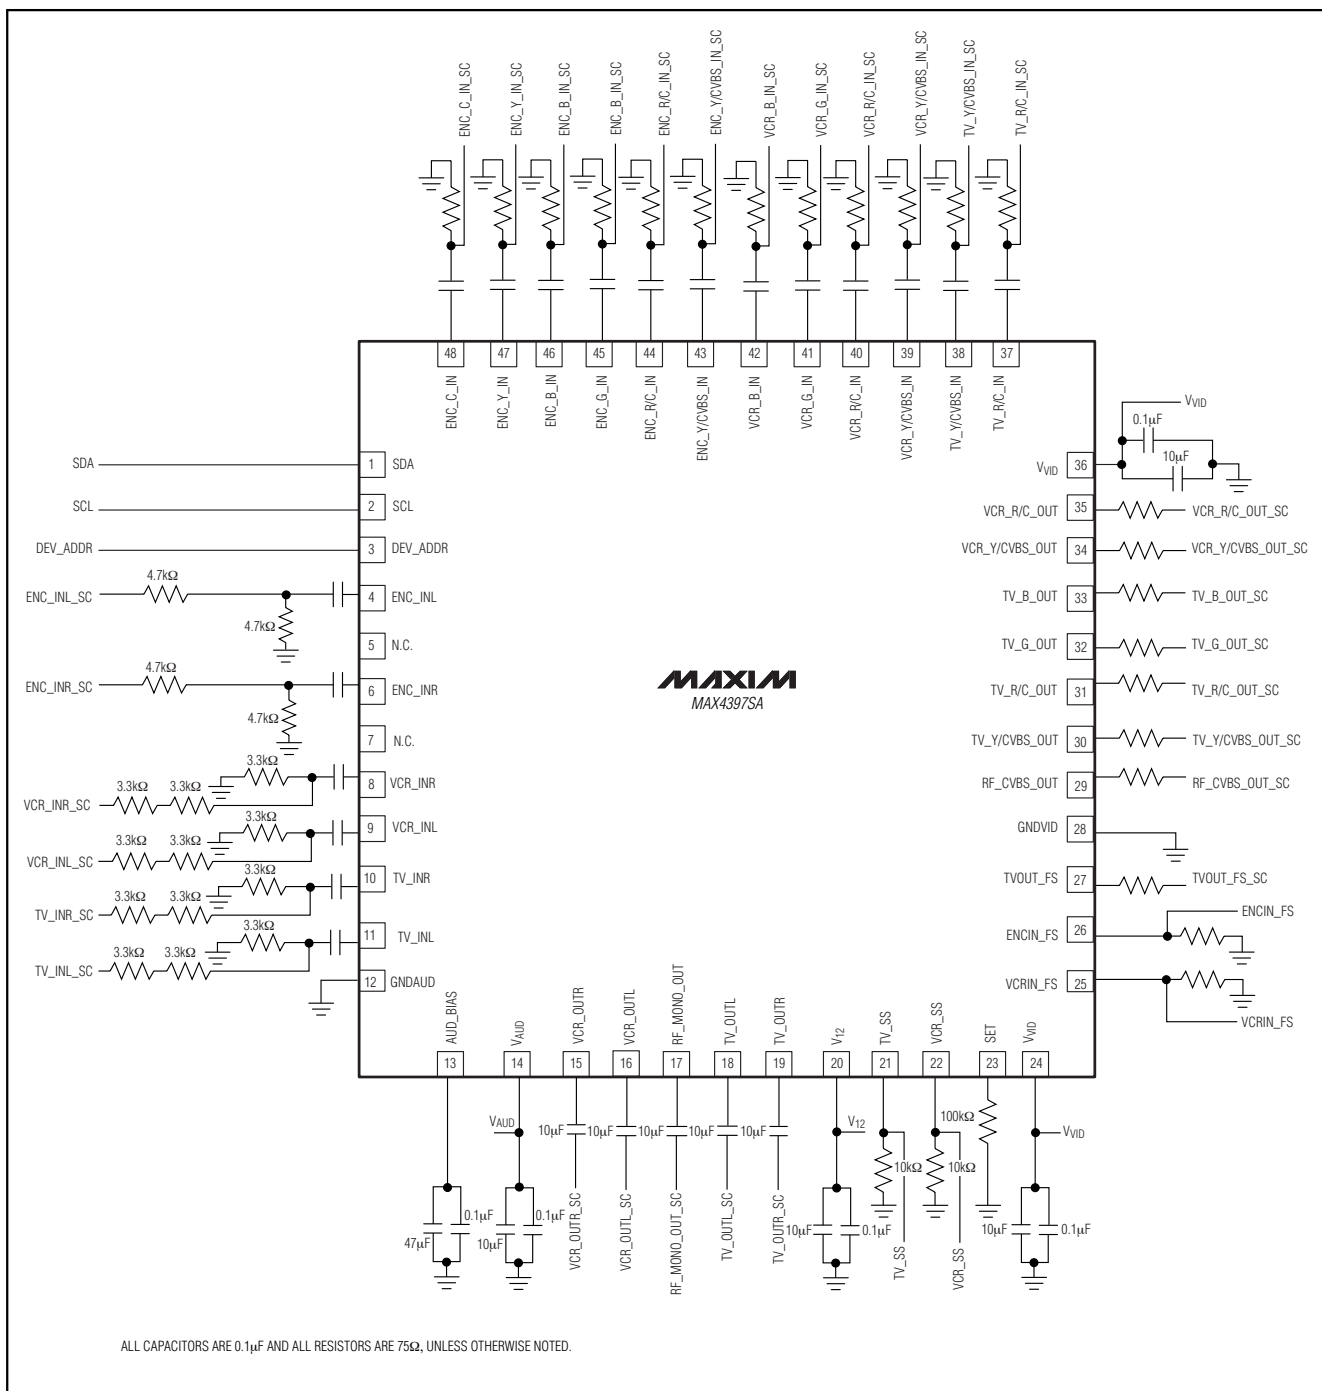 ENC_C_IN_SC
ENC_Y_IN_SC
ENC_B_IN_SC
ENC_B_IN_SC
ENC_R/C_IN_SC
ENC_Y/CVBS_IN_SC
VCR_B_IN_SC
VCR_G_IN_SC
VCR_R/C_IN_SC
VCR_Y/CVBS_IN_SC
TV_Y/CVBS_IN_SC
TV_R/C_IN_SC
48
47
46
45
44
43
42
41
40
39
38
37
ENC_C_IN
ENC_Y_IN
ENC_B_IN
ENC_G_IN
ENC_R/C_IN
ENC_Y/CVBS_IN
VCR_B_IN
VCR_G_IN
VCR_R/C_IN
VCR_Y/CVBS_IN
TV_Y/CVBS_IN
TV_R/C_IN
SDA
1
SDA
SCL
2
SCL
DEV_ADDR
3
DEV_ADDR
ENC_INL_SC
4.7kΩ
4.7kΩ
4
ENC_INL
5
N.C.
ENC_INR_SC
4.7kΩ
4.7kΩ
6
ENC_INR
7
N.C.
3.3kΩ
8
VCR_INR
VCR_INR_SC
3.3kΩ
3.3kΩ
3.3kΩ
9
VCR_INL
VCR_INL_SC
3.3kΩ
3.3kΩ
3.3kΩ
10
TV_INR
TV_INR_SC
3.3kΩ
3.3kΩ
3.3kΩ
11
TV_INL
TV_INL_SC
3.3kΩ
3.3kΩ
12
GNDAUD
MAXIM
MAX4397SA
VVID
0.1µF
10µF
VVID
36
VCR_R/C_OUT
35
VCR_R/C_OUT_SC
VCR_Y/CVBS_OUT
34
VCR_Y/CVBS_OUT_SC
TV_B_OUT
33
TV_B_OUT_SC
TV_G_OUT
32
TV_G_OUT_SC
TV_R/C_OUT
31
TV_R/C_OUT_SC
TV_Y/CVBS_OUT
30
TV_Y/CVBS_OUT_SC
RF_CVBS_OUT
29
RF_CVBS_OUT_SC
GNDVID
28
TVOUT_FS
27
TVOUT_FS_SC
ENCIN_FS
26
ENCIN_FS
VCRIN_FS
25
VCRIN_FS
AUD_BIAS
VAUD
VCR_OUTR
VCR_OUTL
RF_MONO_OUT
TV_OUTL
TV_OUTR
V12
TV_SS
VCR_SS
SET
VVID
13
14
15
16
17
18
19
20
21
22
23
24
VAUD
10µF
10µF
10µF
10µF
10µF
V12
10kΩ
10kΩ
100kΩ
VVID
47µF
0.1µF
10µF
0.1µF
VCR_OUTR_SC
VCR_OUTL_SC
RF_MONO_OUT_SC
TV_OUTL_SC
TV_OUTR_SC
10µF
0.1µF
TV_SS
VCR_SS
10µF
0.1µF
ALL CAPACITORS ARE 0.1µF AND ALL RESISTORS ARE 75Ω, UNLESS OTHERWISE NOTED.